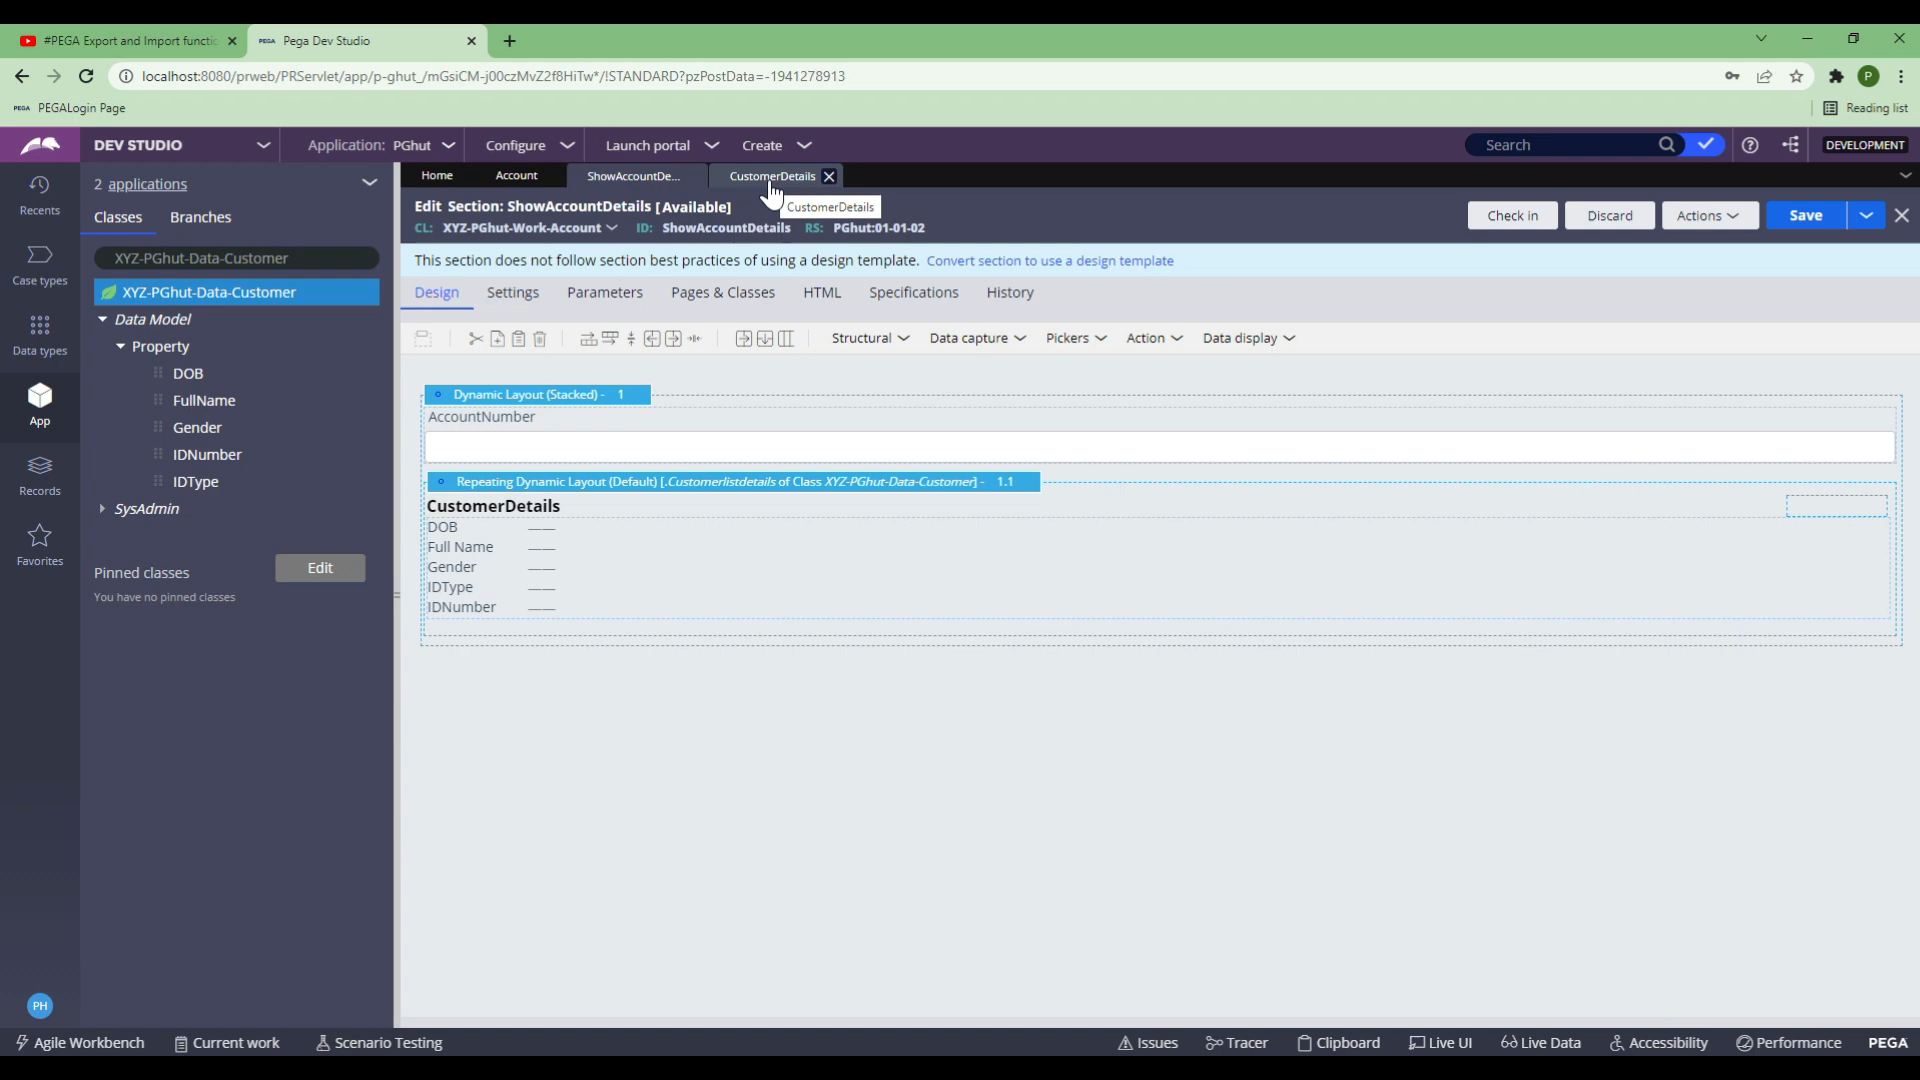 #PEGA Export and Import functic
PEGA Pega Dev Studio
localhost:8080/prweb/PRServlet/app/p-ghut_/mGsiCM-j00czMvZ2f8HiTw*/!STANDARD?pzPostData=-1941278913
P
PEGA PEGALogin Page
Reading list
DEV STUDIO
Application: PGhut
Configure
Launch portal
Create
Search
DEVELOPMENT
Recents
Case types
Data types
App
Records
Favorites
PH
2 applications
Classes
Branches
XYZ-PGhut-Data-Customer
XYZ-PGhut-Data-Customer
Data Model
Property
DOB
FullName
Gender
IDNumber
IDType
SysAdmin
Pinned classes
Edit
You have no pinned classes
Home
Account
ShowAccountDe...
CustomerDetails
CustomerDetails
Edit Section: ShowAccountDetails [Available]
CL: XYZ-PGhut-Work-Account ID: ShowAccountDetails RS: PGhut:01-01-02
Check in
Discard
Actions
Save
This section does not follow section best practices of using a design template. Convert section to use a design template
Design
Settings
Parameters
Pages & Classes
HTML
Specifications
History
Structural
Data capture
Pickers
Action
Data display
Dynamic Layout (Stacked) - 1
AccountNumber
Repeating Dynamic Layout (Default) [.Customerlistdetails of Class XYZ-PGhut-Data-Customer] - 1.1
CustomerDetails
DOB ——
Full Name ——
Gender ——
IDType ——
IDNumber ——
Agile Workbench
Current work
Scenario Testing
Issues
Tracer
Clipboard
Live UI
Live Data
Accessibility
Performance
PEGA